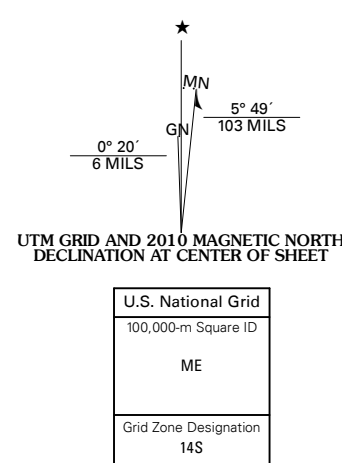 ★
MN
5° 49´
103 MILS
GN
0° 20´
6 MILS
UTM GRID AND 2010 MAGNETIC NORTH
DECLINATION AT CENTER OF SHEET
U.S. National Grid
100,000-m Square ID
ME
Grid Zone Designation
14S